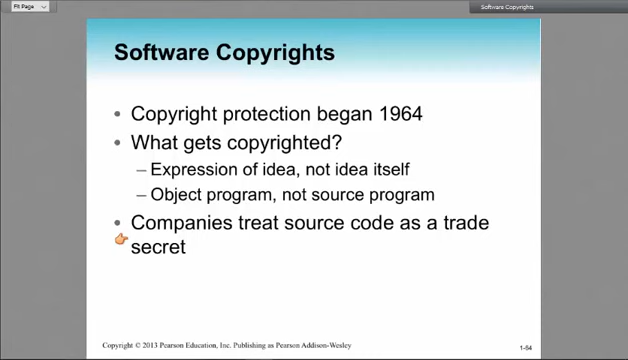 Fit Page
Software Copyrights
Software Copyrights
• Copyright protection began 1964
• What gets copyrighted?
– Expression of idea, not idea itself
– Object program, not source program
• Companies treat source code as a trade
secret
Copyright © 2013 Pearson Education, Inc. Publishing as Pearson Addison-Wesley
1-64